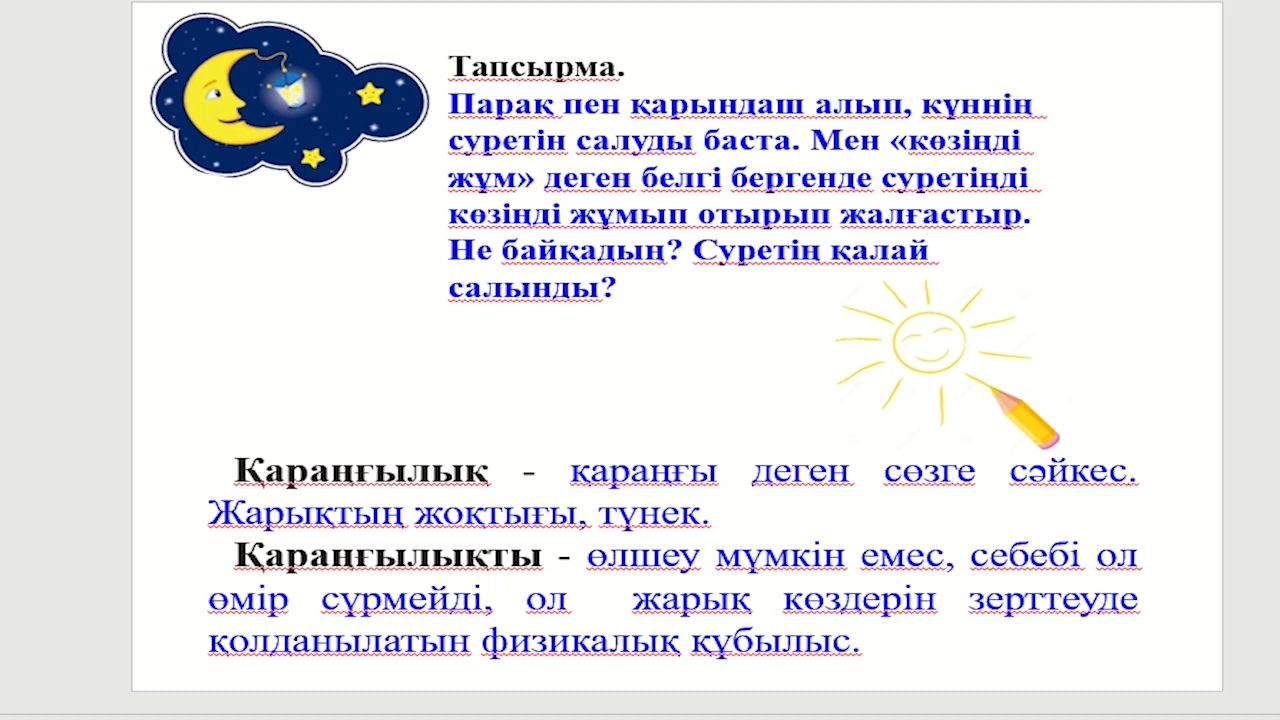 Тапсырма.
Парақ пен қарындаш алып, күннің
суретін салуды баста. Мен «көзіңді
жұм» деген белгі бергенде суретіңді
көзіңді жұмып отырып жалғастыр.
Не байқадың? Суретің қалай
салынды?
Қараңғылық - қараңғы деген сөзге сәйкес.
Жарықтың жоқтығы, түнек.
Қараңғылықты - өлшеу мүмкін емес, себебі ол
өмір сүрмейді, ол жарық көздерін зерттеуде
қолданылатын физикалық құбылыс.